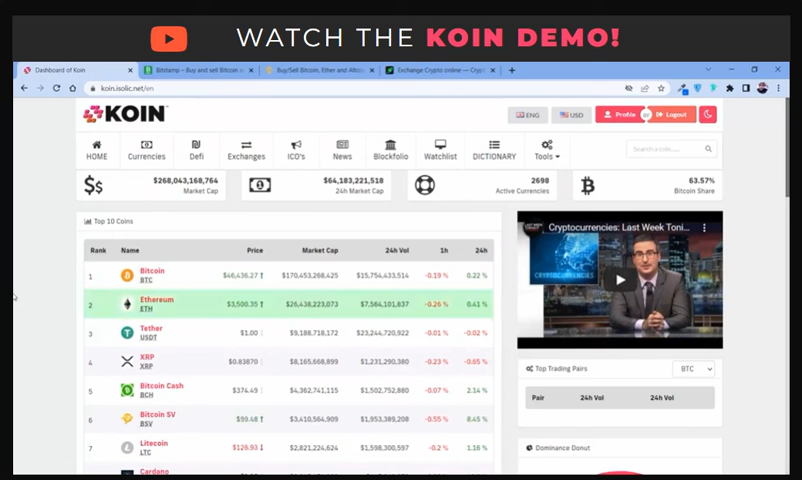 WATCH THE KOIN DEMO!
Dashboard of Koin
Bitstamp – Buy and sell Bitcoin
Buy/Sell Bitcoin, Ether and Altco
Exchange Crypto online — Crypt
koin.isolic.net/en
KOIN
ENG
USD
Profile
or
Logout
HOME
Currencies
Defi
Exchanges
ICO's
News
Blockfolio
Watchlist
DICTIONARY
Tools
Search a coin......
$268,043,168,764
Market Cap
$64,183,221,518
24h Market Cap
2698
Active Currencies
63.57%
Bitcoin Share
Top 10 Coins
Rank Name Price Market Cap 24h Vol 1h 24h
1 Bitcoin BTC $46,436.27 $170,453,268,425 $15,754,433,514 -0.19 % 0.22 %
2 Ethereum ETH $3,500.35 $26,438,223,073 $7,564,101,837 -0.26 % 0.41 %
3 Tether USDT $1.00 $9,188,718,172 $23,244,720,922 -0.01 % -0.02 %
4 XRP XRP $0.83870 $8,165,668,899 $1,231,290,380 -0.23 % -0.65 %
5 Bitcoin Cash BCH $374.49 $4,362,741,115 $1,502,752,880 -0.07 % 2.14 %
6 Bitcoin SV BSV $99.48 $3,410,564,909 $1,953,389,208 -0.55 % 8.45 %
7 Litecoin LTC $126.93 $2,821,224,624 $1,598,300,597 -0.2 % 1.16 %
Cardano
Cryptocurrencies: Last Week Toni...
Top Trading Pairs
BTC
Pair 24h Vol 24h Vol
Dominance Donut